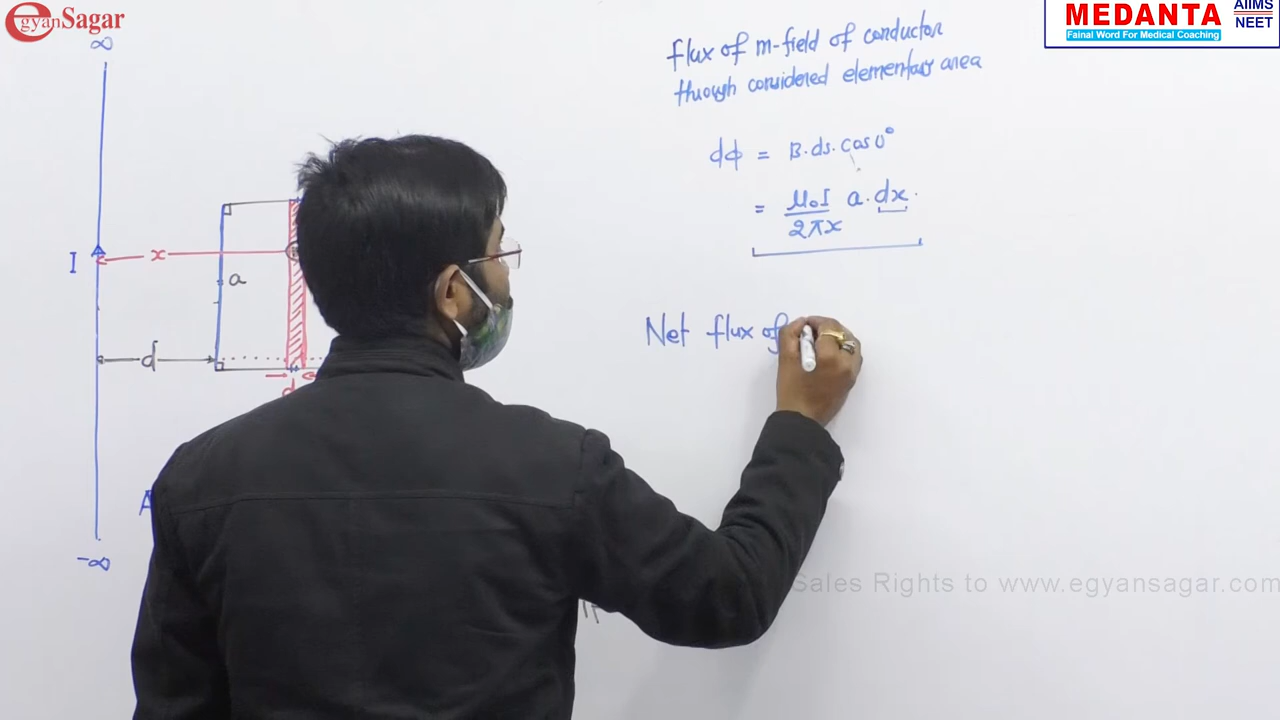 egyanSagar
MEDANTA
AIIMS
NEET
Fainal Word For Medical Coaching
∞
flux of m-field of conductor
through considered elementary area
dϕ = B.ds.cos0°
= μ₀I/2πx a.dx.
I
x
a
Net flux of
d
d
A
-∞
Sales Rights to www.egyansagar.com